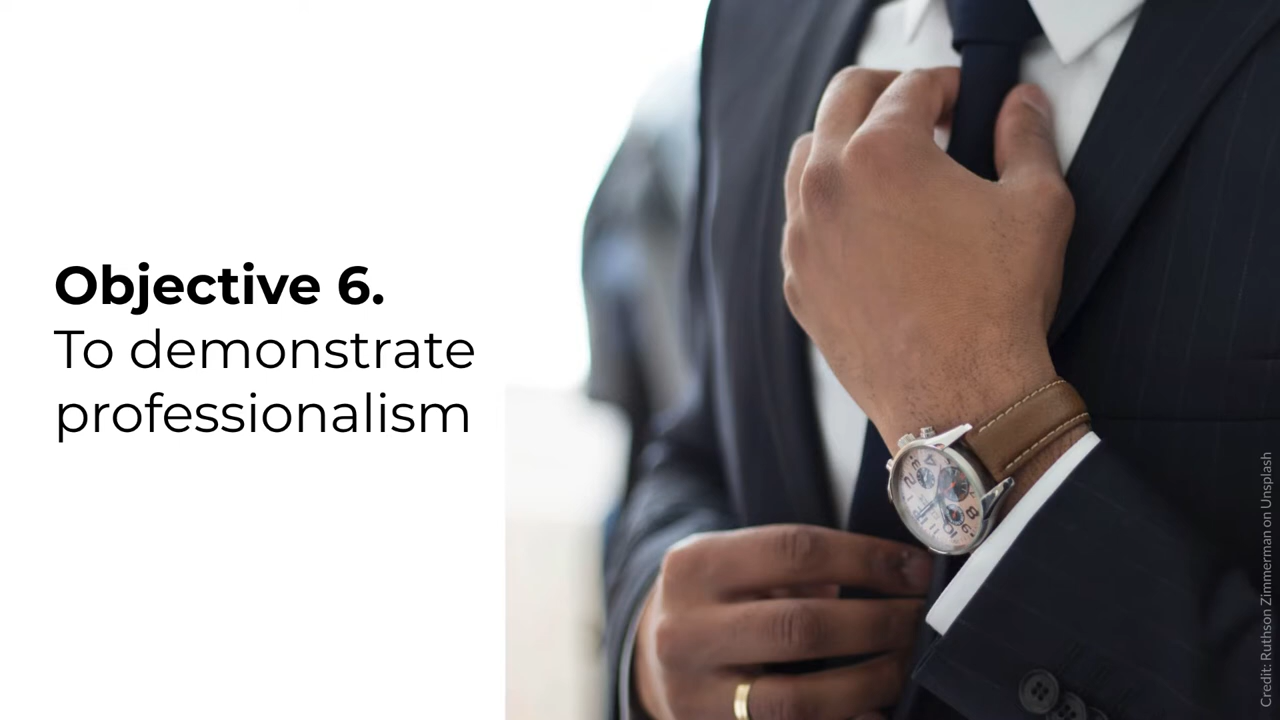 Objective 6.
To demonstrate
professionalism
Credit: Ruthson Zimmerman on Unsplash